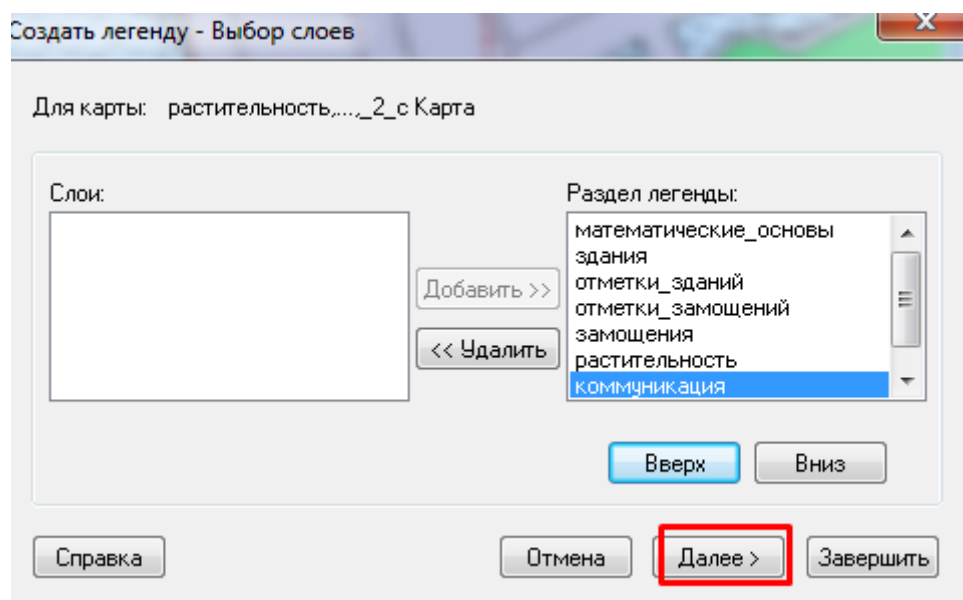 Создать легенду - Выбор слоев
Для карты: растительность,...,_2_с Карта
Слои:
Раздел легенды:
математические_основы
здания
отметки_зданий
отметки_замощений
замощения
растительность
коммуникация
Добавить >>
<< Удалить
Вверх
Вниз
Справка
Отмена
Далее >
Завершить